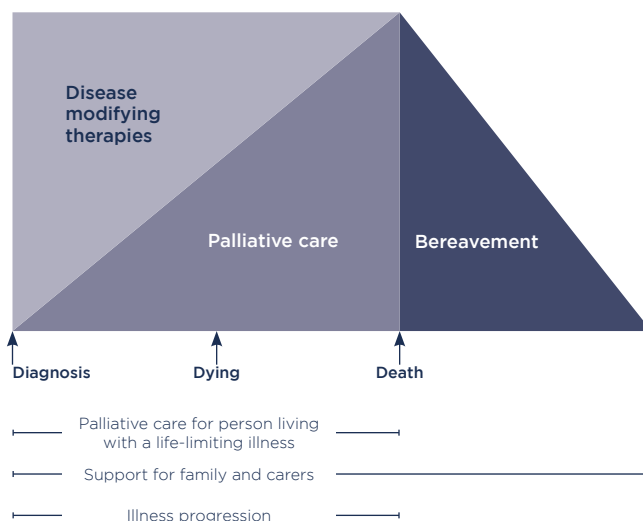 Disease
modifying
therapies
Palliative care
Bereavement
Diagnosis
Dying
Death
Palliative care for person living
with a life-limiting illness
Support for family and carers
Illness progression